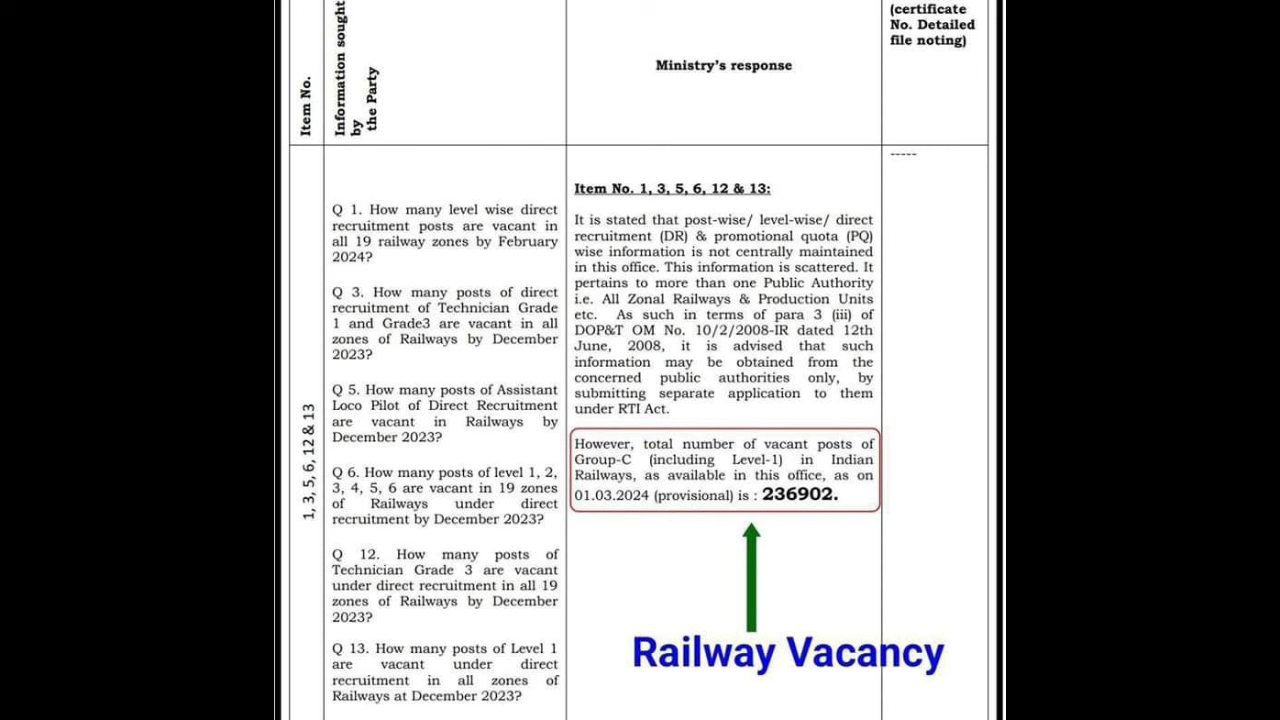 Item No.
Information sought
by
the Party
Ministry's response
(certificate
No. Detailed
file noting)
1, 3, 5, 6, 12 & 13
Q 1. How many level wise direct
recruitment posts are vacant in
all 19 railway zones by February
2024?
Q 3. How many posts of direct
recruitment of Technician Grade
1 and Grade3 are vacant in all
zones of Railways by December
2023?
Q 5. How many posts of Assistant
Loco Pilot of Direct Recruitment
are vacant in Railways by
December 2023?
Q 6. How many posts of level 1, 2,
3, 4, 5, 6 are vacant in 19 zones
of Railways under direct
recruitment by December 2023?
Q 12. How many posts of
Technician Grade 3 are vacant
under direct recruitment in all 19
zones of Railways by December
2023?
Q 13. How many posts of Level 1
are vacant under direct
recruitment in all zones of
Railways at December 2023?
Item No. 1, 3, 5, 6, 12 & 13:
It is stated that post-wise/ level-wise/ direct
recruitment (DR) & promotional quota (PQ)
wise information is not centrally maintained
in this office. This information is scattered. It
pertains to more than one Public Authority
i.e. All Zonal Railways & Production Units
etc. As such in terms of para 3 (iii) of
DOP&T OM No. 10/2/2008-IR dated 12th
June, 2008, it is advised that such
information may be obtained from the
concerned public authorities only, by
submitting separate application to them
under RTI Act.
However, total number of vacant posts of
Group-C (including Level-1) in Indian
Railways, as available in this office, as on
01.03.2024 (provisional) is : 236902.
-----
Railway Vacancy